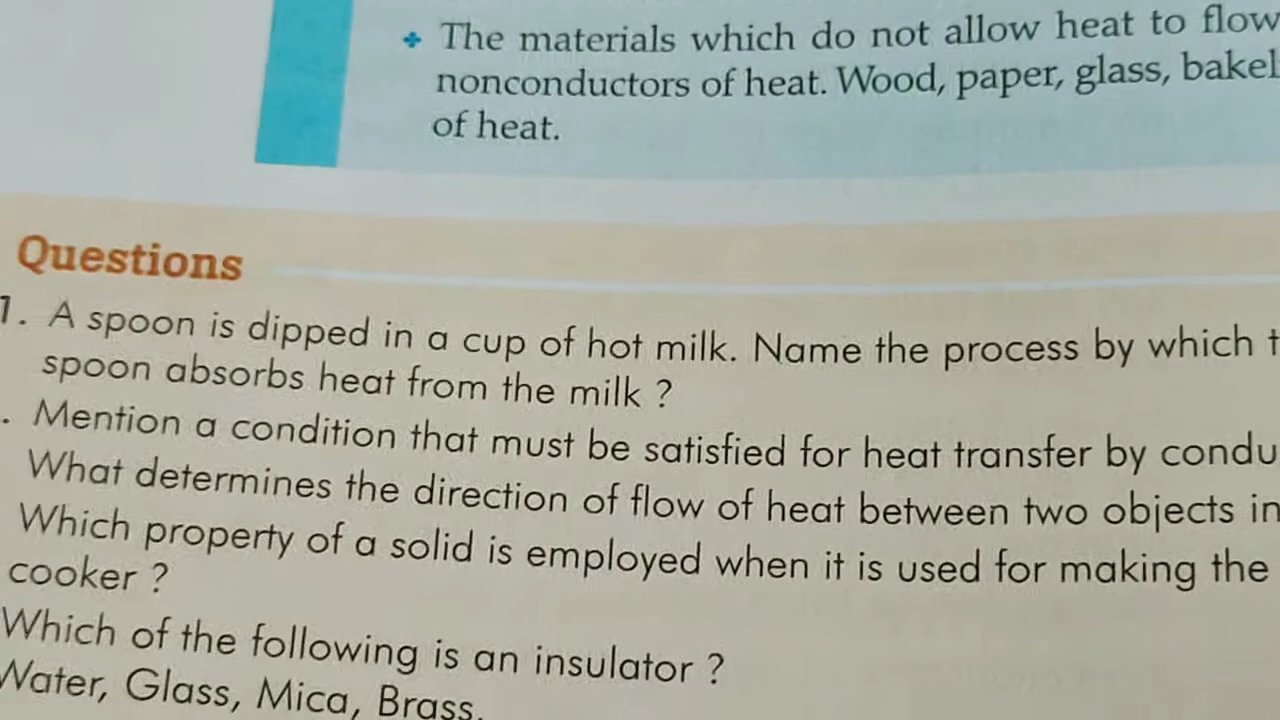 The materials which do not allow heat to flow
nonconductors of heat. Wood, paper, glass,
of heat.
Questions
1. A spoon is dipped in a cup of hot milk. Name the process by which
spoon absorbs heat from the milk ?
. Mention a condition that must be satisfied for heat transfer by
What determines the direction of flow of heat between two objects in
Which property of a solid is employed when it is used for making the
cooker ?
Which of the following is an insulator ?
Water, Glass, Mica, Brass.